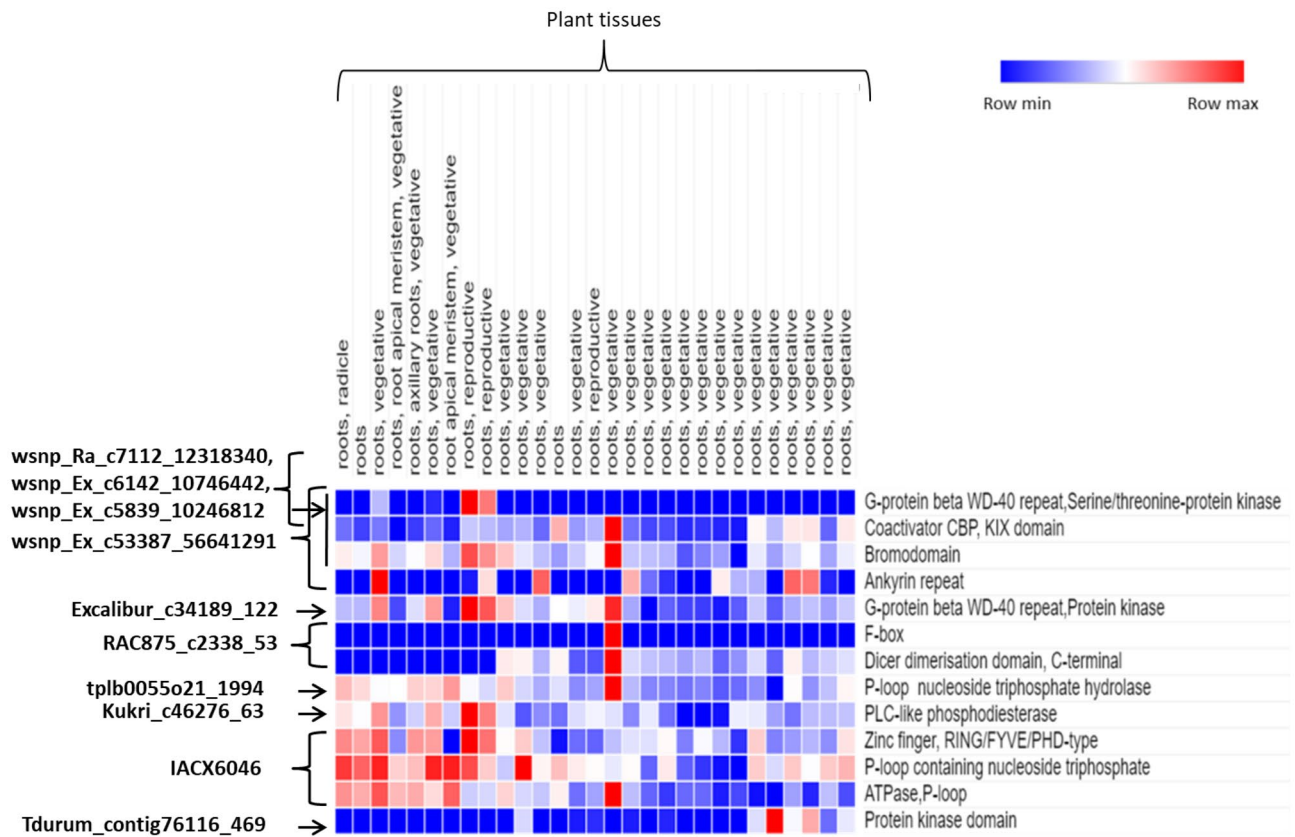 Plant tissues
Row min
Row max
roots, radicle
roots
roots, vegetative
roots, root apical meristem, vegetative
roots, axillary roots, vegetative
roots, vegetative
root apical meristem, vegetative
roots, reproductive
roots, reproductive
roots, vegetative
roots, vegetative
roots, vegetative
roots
roots, vegetative
roots, reproductive
roots, vegetative
roots, vegetative
roots, vegetative
roots, vegetative
roots, vegetative
roots, vegetative
roots, vegetative
roots, vegetative
roots, vegetative
roots, vegetative
roots, vegetative
roots, vegetative
roots, vegetative
roots, vegetative
wsnp_Ra_c7112_12318340,
wsnp_Ex_c6142_10746442,
wsnp_Ex_c5839_10246812
wsnp_Ex_c53387_56641291
Excalibur_c34189_122
RAC875_c2338_53
tplb0055o21_1994
Kukri_c46276_63
IACX6046
Tdurum_contig76116_469
G-protein beta WD-40 repeat,Serine/threonine-protein kinase
Coactivator CBP, KIX domain
Bromodomain
Ankyrin repeat
G-protein beta WD-40 repeat,Protein kinase
F-box
Dicer dimerisation domain, C-terminal
P-loop nucleoside triphosphate hydrolase
PLC-like phosphodiesterase
Zinc finger, RING/FYVE/PHD-type
P-loop containing nucleoside triphosphate
ATPase,P-loop
Protein kinase domain